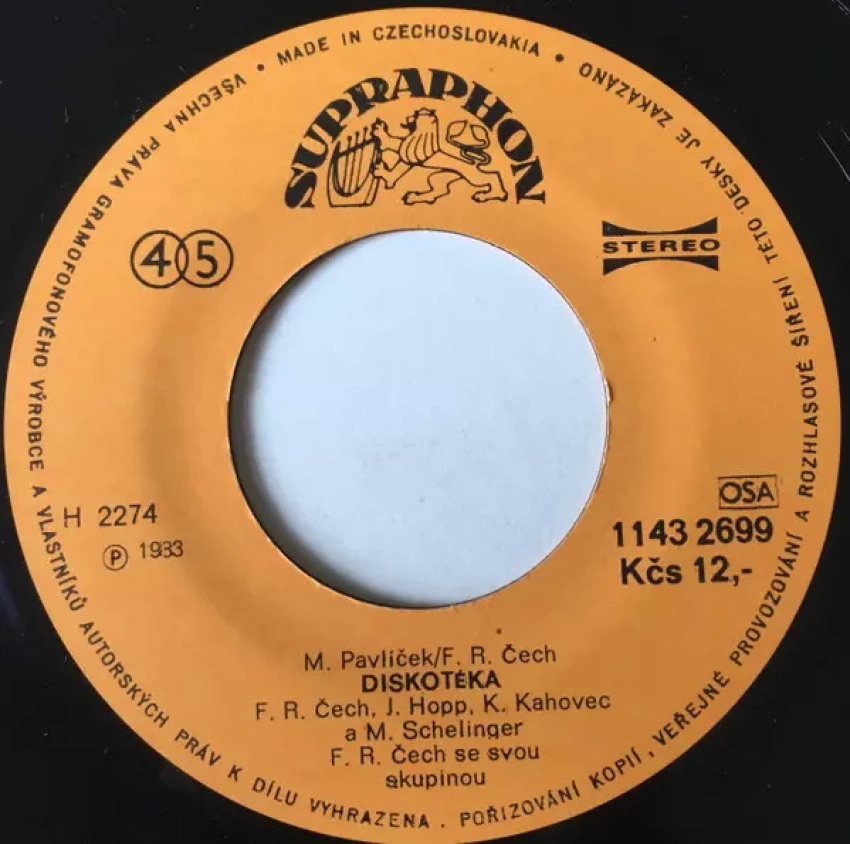 MADE IN CZECHOSLOVAKIA
• VŠECHNA PRÁVA GRAMOFONOVÉHO VÝROBCE A VLASTNÍKŮ AUTORSKÝCH PRÁV K DÍLU VYHRAZENA . POŘIZOVÁNÍ KOPIÍ, VEŘEJNÉ PROVOZOVÁNÍ A ROZHLASOVÉ ŠÍŘENÍ TÉTO DESKY JE ZAKÁZÁNO •
SUPRAPHON
45
STEREO
H 2274
Ⓟ 1983
OSA
1143 2699
Kčs 12,-
M. Pavlíček/F. R. Čech
DISKOTÉKA
F. R. Čech, J. Hopp, K. Kahovec
a M. Schelinger
F. R. Čech se svou
skupinou